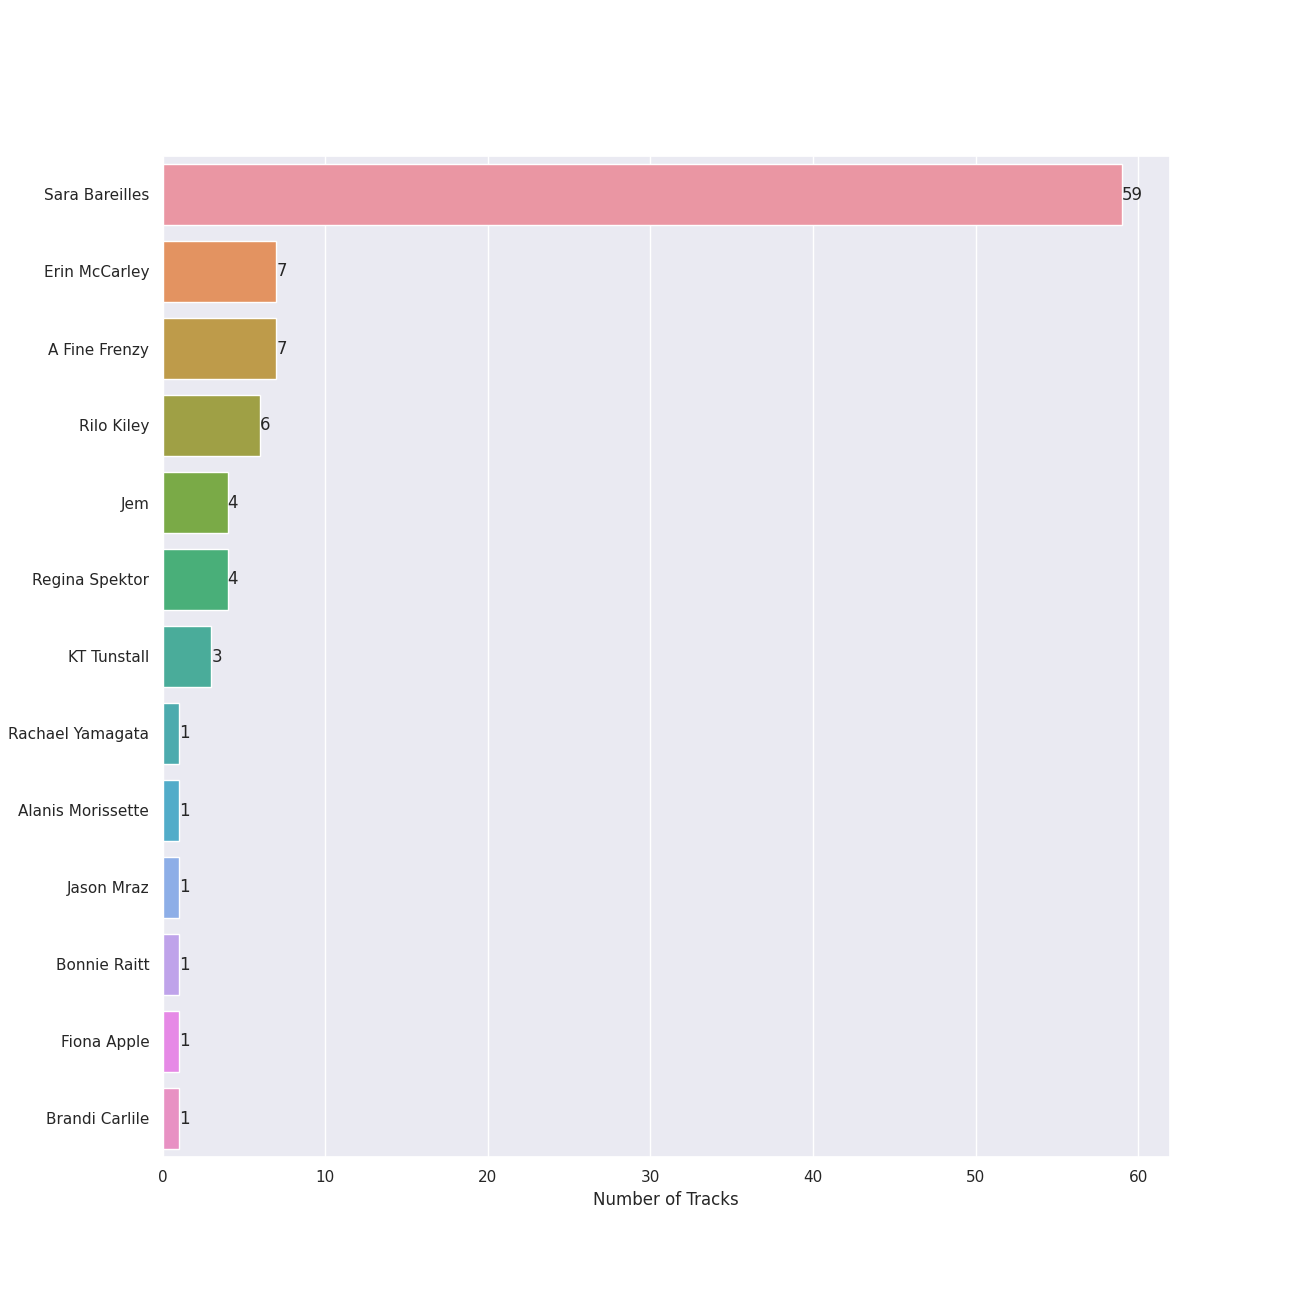 Sara Bareilles 59
Erin McCarley 7
A Fine Frenzy 7
Rilo Kiley 6
Jem 4
Regina Spektor 4
KT Tunstall 3
Rachael Yamagata 1
Alanis Morissette 1
Jason Mraz 1
Bonnie Raitt 1
Fiona Apple 1
Brandi Carlile 1
0 10 20 30 40 50 60
Number of Tracks